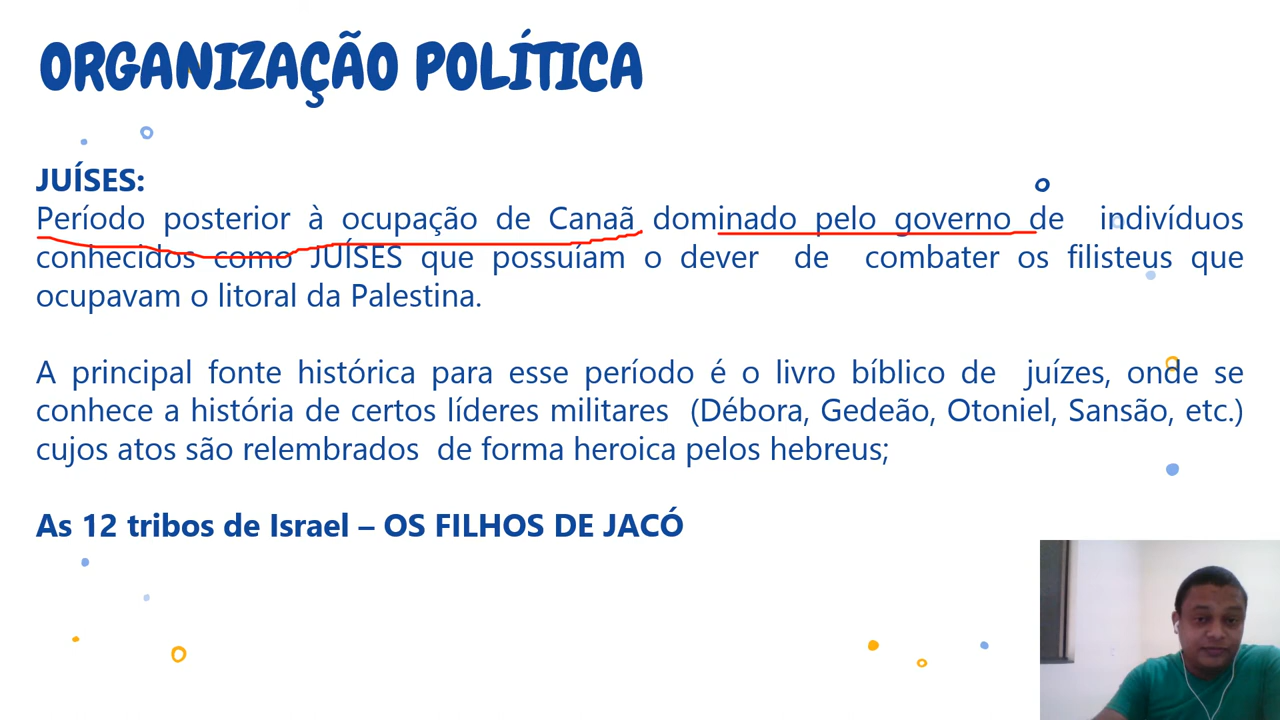 ORGANIZAÇÃO POLÍTICA
JUÍSES:
Período posterior à ocupação de Canaã dominado pelo governo de indivíduos
conhecidos como JUÍSES que possuíam o dever de combater os filisteus que
ocupavam o litoral da Palestina.
A principal fonte histórica para esse período é o livro bíblico de juízes, onde se
conhece a história de certos líderes militares (Débora, Gedeão, Otoniel, Sansão, etc.)
cujos atos são relembrados de forma heroica pelos hebreus;
As 12 tribos de Israel – OS FILHOS DE JACÓ